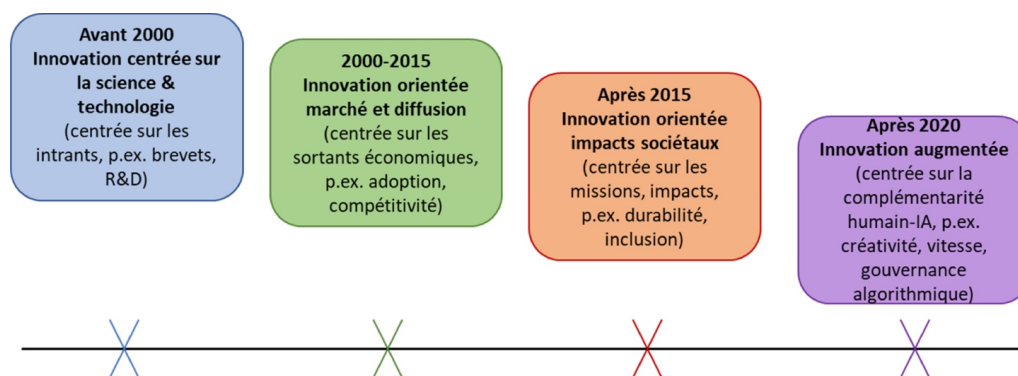 Avant 2000
Innovation centrée sur
la science &
technologie
(centrée sur les
intrants, p.ex. brevets,
R&D)
2000-2015
Innovation orientée
marché et diffusion
(centrée sur les
sortants économiques,
p.ex. adoption,
compétitivité)
Après 2015
Innovation orientée
impacts sociétaux
(centrée sur les
missions, impacts,
p.ex. durabilité,
inclusion)
Après 2020
Innovation augmentée
(centrée sur la
complémentarité
humain-IA, p.ex.
créativité, vitesse,
gouvernance
algorithmique)